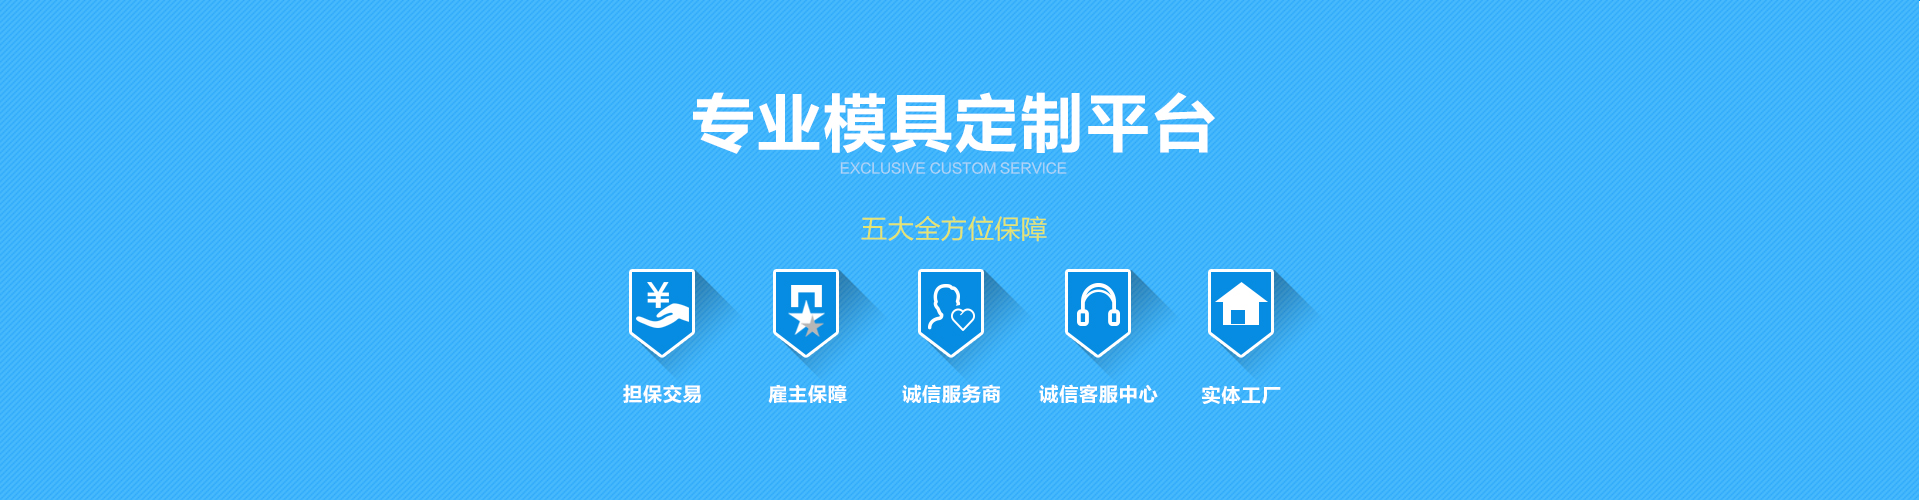 专业模具定制平台
EXCLUSIVE CUSTOM SERVICE
五大全方位保障
¥
担保交易 雇主保障 诚信服务商 诚信客服中心 实体工厂